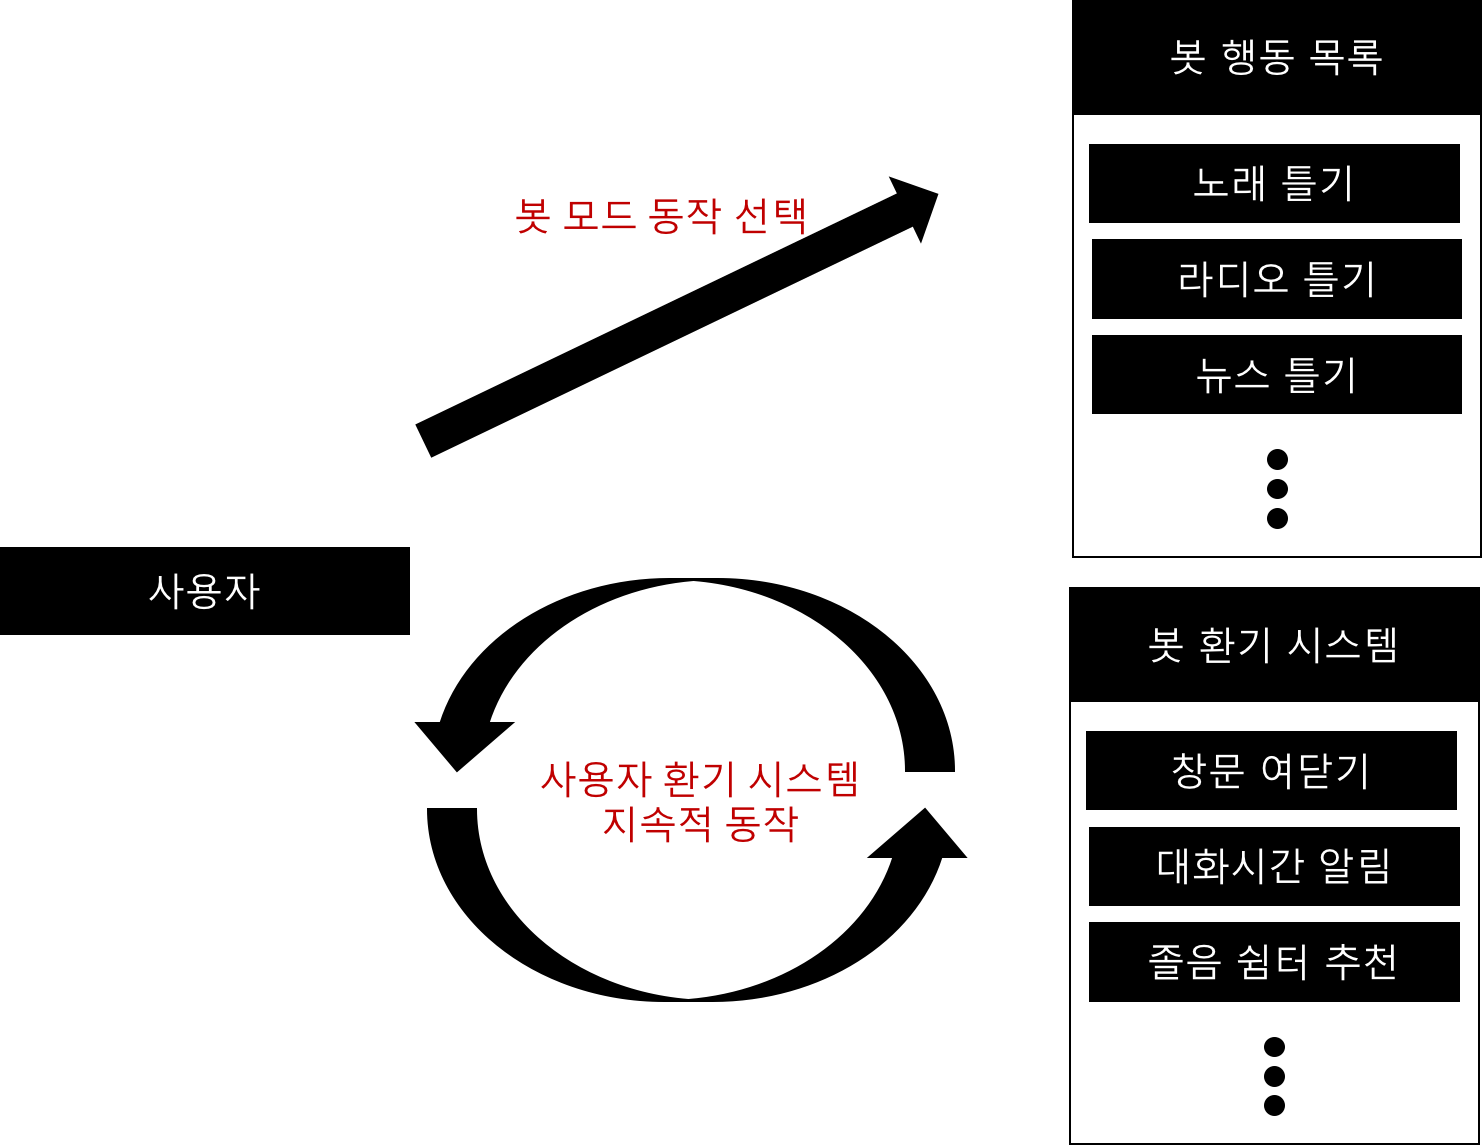 봇 행동 목록
노래 틀기
라디오 틀기
뉴스 틀기
봇 모드 동작 선택
사용자
사용자 환기 시스템
지속적 동작
봇 환기 시스템
창문 여닫기
대화시간 알림
졸음 쉼터 추천